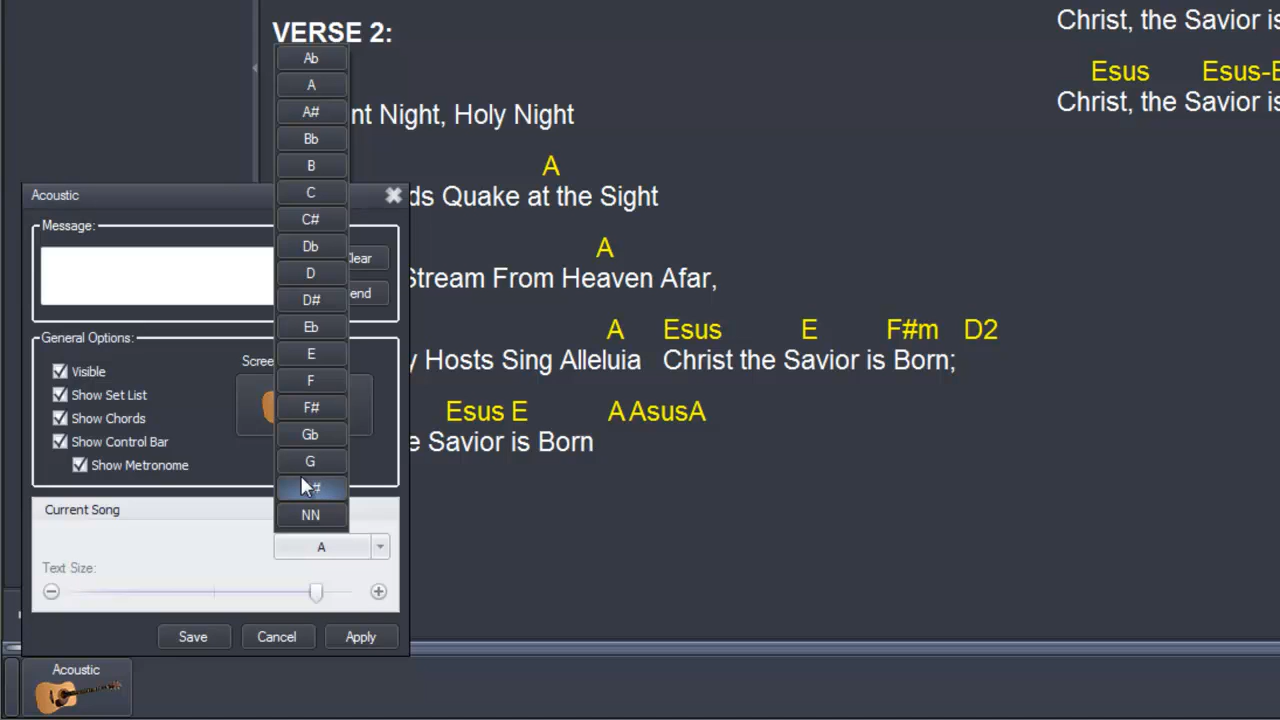 VERSE 2:
nt Night, Holy Night
A
ds Quake at the Sight
A
Stream From Heaven Afar,
A Esus E F#m D2
y Hosts Sing Alleluia Christ the Savior is Born;
Esus E A AsusA
e Savior is Born
Christ, the Savior is
Esus Esus-E
Christ, the Savior is
Ab
A
A#
Bb
B
C
C#
Db
D
D#
Eb
E
F
F#
Gb
G
#
NN
A
Acoustic
Message:
lear
end
General Options:
Visible
Show Set List
Show Chords
Show Control Bar
Show Metronome
Scree
Current Song
Text Size:
Save Cancel Apply
Acoustic